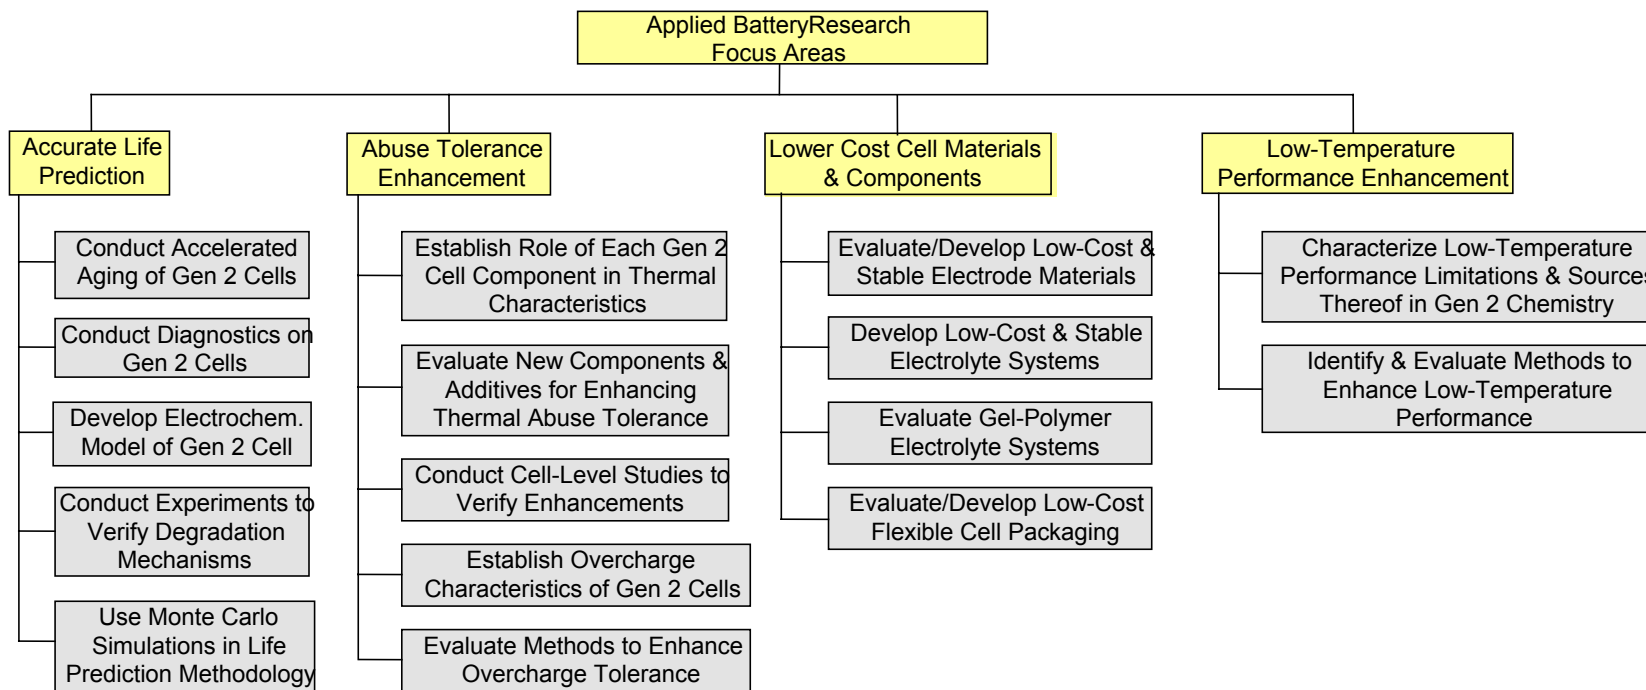 Applied BatteryResearch
Focus Areas
Accurate Life
Prediction
Conduct Accelerated
Aging of Gen 2 Cells
Conduct Diagnostics on
Gen 2 Cells
Develop Electrochem.
Model of Gen 2 Cell
Conduct Experiments to
Verify Degradation
Mechanisms
Use Monte Carlo
Simulations in Life
Prediction Methodology
Abuse Tolerance
Enhancement
Establish Role of Each Gen 2
Cell Component in Thermal
Characteristics
Evaluate New Components &
Additives for Enhancing
Thermal Abuse Tolerance
Conduct Cell-Level Studies to
Verify Enhancements
Establish Overcharge
Characteristics of Gen 2 Cells
Evaluate Methods to Enhance
Overcharge Tolerance
Lower Cost Cell Materials
& Components
Evaluate/Develop Low-Cost &
Stable Electrode Materials
Develop Low-Cost & Stable
Electrolyte Systems
Evaluate Gel-Polymer
Electrolyte Systems
Evaluate/Develop Low-Cost
Flexible Cell Packaging
Low-Temperature
Performance Enhancement
Characterize Low-Temperature
Performance Limitations & Sources
Thereof in Gen 2 Chemistry
Identify & Evaluate Methods to
Enhance Low-Temperature
Performance